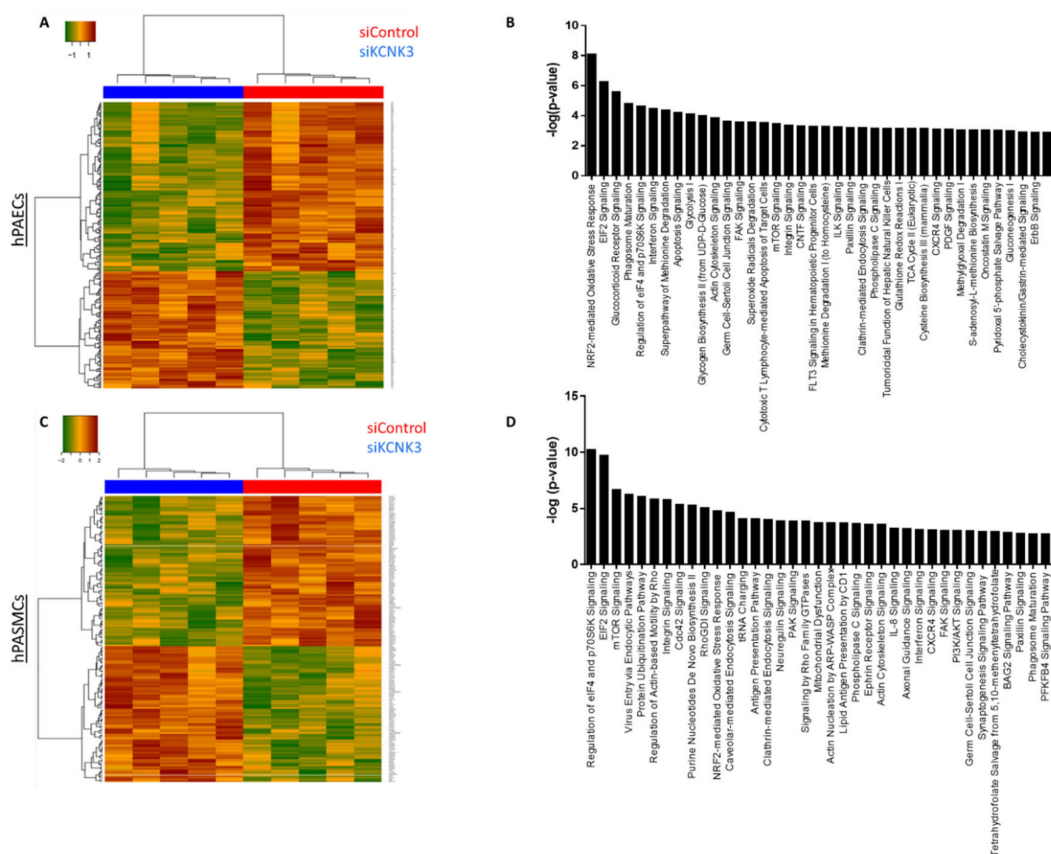 A
-1 1
siControl
siKCNK3
hPAECs
B
-log(p-value)
10
8
6
4
2
0
NRF2-mediated Oxidative Stress Response
EIF2 Signaling
Glucocorticoid Receptor Signaling
Phagosome Maturation
Regulation of eIF4 and p70S6K Signaling
Interferon Signaling
Superpathway of Methionine Degradation
Apoptosis Signaling
Glycolysis I
Glycogen Biosynthesis II (from UDP-D-Glucose)
Actin Cytoskeleton Signaling
Germ Cell-Sertoli Cell Junction Signaling
FAK Signaling
Superoxide Radicals Degradation
Cytotoxic T Lymphocyte-mediated Apoptosis of Target Cells
mTOR Signaling
Integrin Signaling
CNTF Signaling
FLT3 Signaling in Hematopoietic Progenitor Cells
Methionine Degradation I (to Homocysteine)
ILK Signaling
Paxillin Signaling
Clathrin-mediated Endocytosis Signaling
Phospholipase C Signaling
Tumoricidal Function of Hepatic Natural Killer Cells
Glutathione Redox Reactions I
TCA Cycle II (Eukaryotic)
Cysteine Biosynthesis III (mammalia)
CXCR4 Signaling
PDGF Signaling
Methylglyoxal Degradation I
S-adenosyl-L-methionine Biosynthesis
Oncostatin M Signaling
Pyridoxal 5'-phosphate Salvage Pathway
Gluconeogenesis I
Cholecystokinin/Gastrin-mediated Signaling
ErbB Signaling
C
-2 0 2
siControl
siKCNK3
hPASMCs
D
-log (p-value)
15
10
5
0
Regulation of eIF4 and p70S6K Signaling
EIF2 Signaling
mTOR Signaling
Virus Entry via Endocytic Pathways
Protein Ubiquitination Pathway
Regulation of Actin-based Motility by Rho
Integrin Signaling
Cdc42 Signaling
Purine Nucleotides De Novo Biosynthesis II
RhoGDI Signaling
NRF2-mediated Oxidative Stress Response
Caveolar-mediated Endocytosis Signaling
tRNA Charging
Antigen Presentation Pathway
Clathrin-mediated Endocytosis Signaling
Neuregulin Signaling
PAK Signaling
Signaling by Rho Family GTPases
Mitochondrial Dysfunction
Actin Nucleation by ARP-WASP Complex
Lipid Antigen Presentation by CD1
Phospholipase C Signaling
Ephrin Receptor Signaling
Actin Cytoskeleton Signaling
IL-8 Signaling
Axonal Guidance Signaling
Interferon Signaling
CXCR4 Signaling
FAK Signaling
PI3K/AKT Signaling
Germ Cell-Sertoli Cell Junction Signaling
Synaptogenesis Signaling Pathway
Tetrahydrofolate Salvage from 5,10-methenyltetrahydrofolate
BAG2 Signaling Pathway
Paxillin Signaling
Phagosome Maturation
PFKFB4 Signaling Pathway